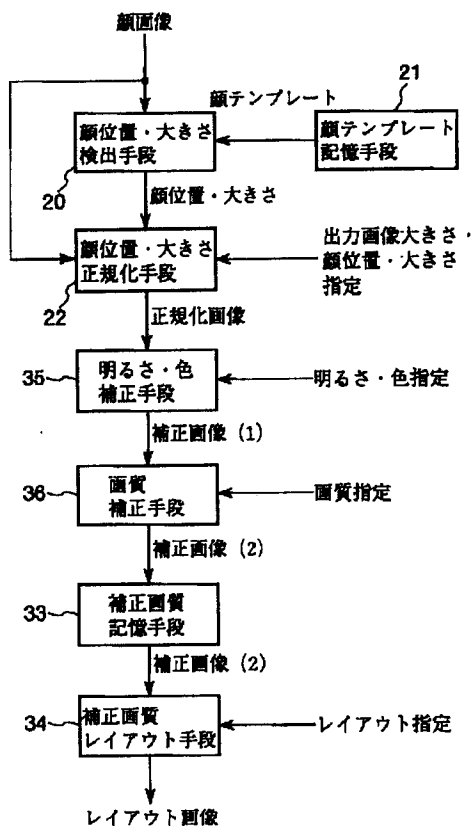 顔画像
顔テンプレート
21
顔位置・大きさ
検出手段
顔テンプレート
記憶手段
20
顔位置・大きさ
顔位置・大きさ
正規化手段
出力画像大きさ・
顔位置・大きさ
指定
22
正規化画像
35
明るさ・色
補正手段
明るさ・色指定
補正画像 (1)
36
画質
補正手段
画質指定
補正画像 (2)
33
補正画質
記憶手段
補正画像 (2)
34
補正画質
レイアウト手段
レイアウト指定
レイアウト画像